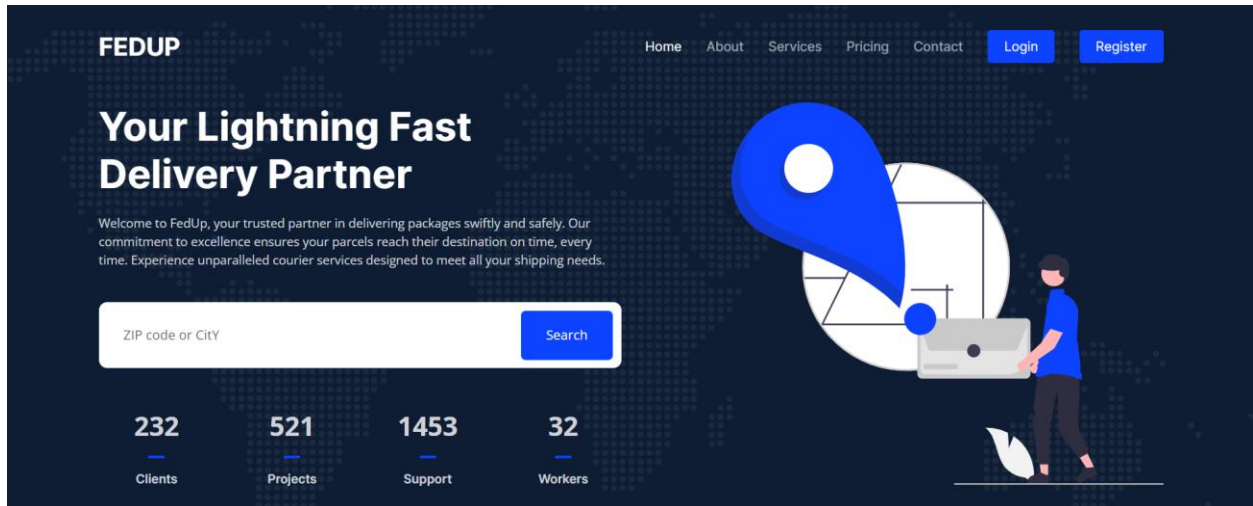 FEDUP
Home About Services Pricing Contact Login Register
Your Lightning Fast
Delivery Partner
Welcome to FedUp, your trusted partner in delivering packages swiftly and safely. Our
commitment to excellence ensures your parcels reach their destination on time, every
time. Experience unparalleled courier services designed to meet all your shipping needs.
ZIP code or CitY Search
232 521 1453 32
Clients Projects Support Workers